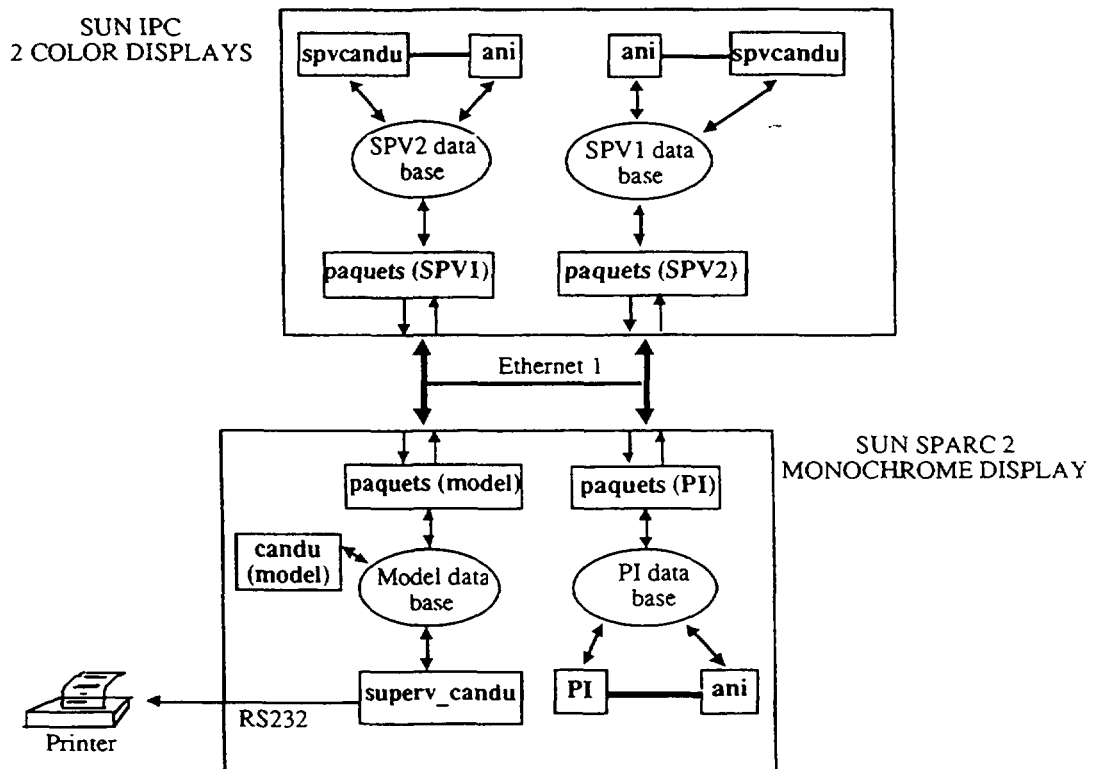 SUN IPC
2 COLOR DISPLAYS
spvcandu
ani
ani
spvcandu
SPV2 data
base
SPV1 data
base
paquets (SPV1)
paquets (SPV2)
Ethernet 1
SUN SPARC 2
MONOCHROME DISPLAY
paquets (model)
paquets (PI)
candu
(model)
Model data
base
PI data
base
superv_candu
PI
ani
RS232
Printer